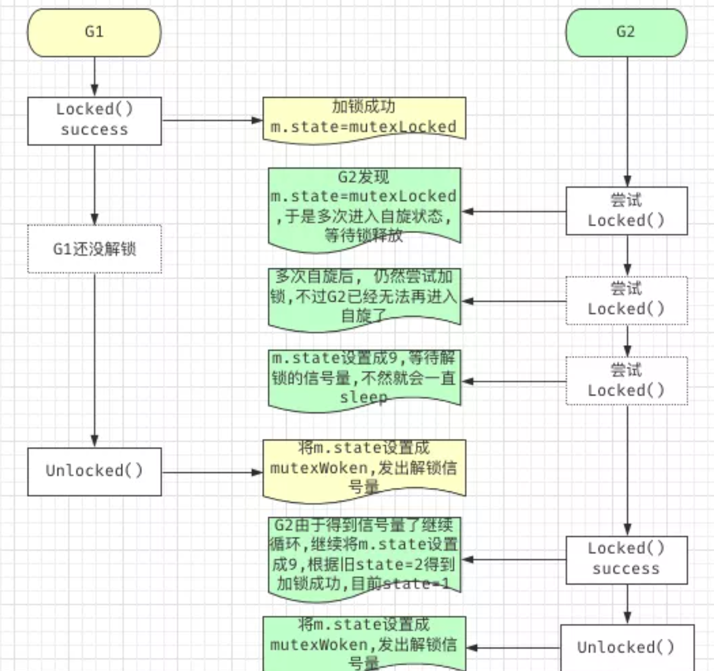 G1
G2
Locked()
success
加锁成功
m.state=mutexLocked
G2发现
m.state=mutexLocked
,于是多次进入自旋状态,
等待锁释放
尝试
Locked()
G1还没解锁
多次自旋后, 仍然尝试加
锁,不过G2已经无法再进入
自旋了
尝试
Locked()
m.state设置成9,等待解
锁的信号量,不然就会一直
sleep
尝试
Locked()
Unlocked()
将m.state设置成
mutexWoken,发出解锁信
号量
G2由于得到信号量了继续
循环,继续将m.state设置
成9,根据旧state=2得到
加锁成功,目前state=1
Locked()
success
将m.state设置成
mutexWoken,发出解锁信
号量
Unlocked()